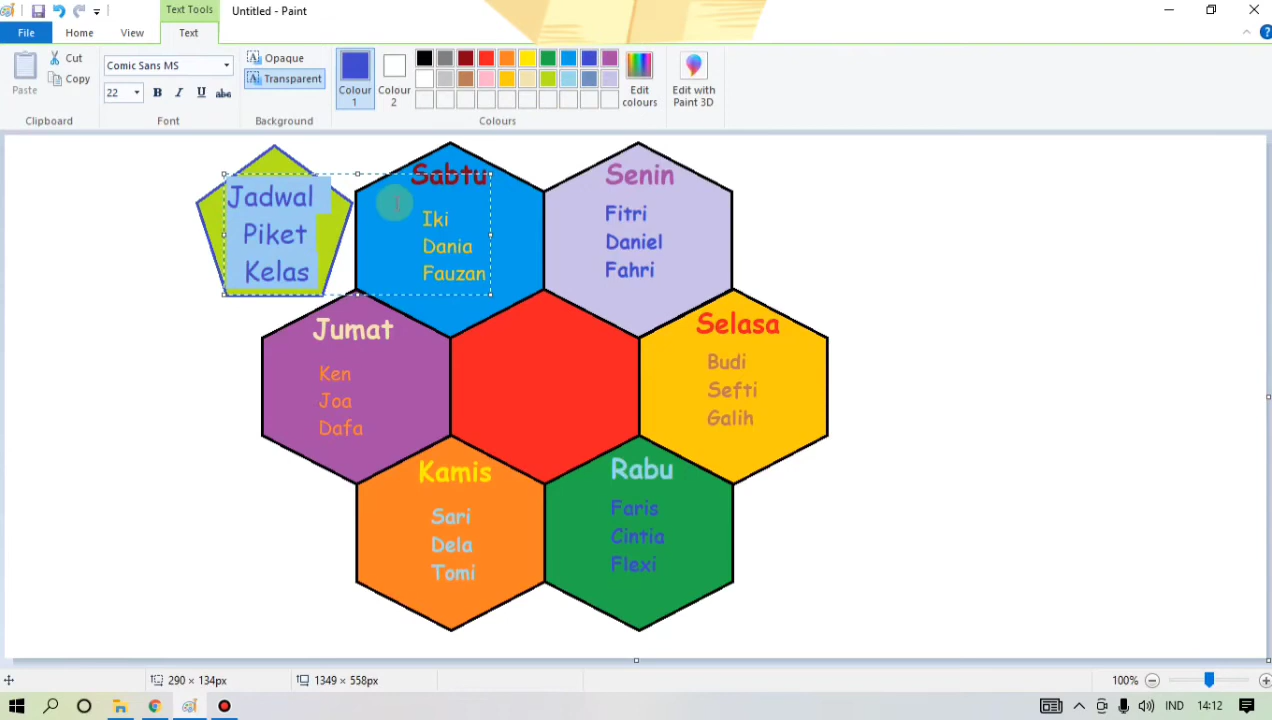 Text Tools
Untitled - Paint
File
Home
View
Text
Paste
Cut
Copy
Clipboard
Comic Sans MS
22
B
I
U
abc
Font
Opaque
Transparent
Background
Colour 1
Colour 2
Edit colours
Edit with Paint 3D
Colours
Jadwal
Piket
Kelas
Sabtu
Iki
Dania
Fauzan
Senin
Fitri
Daniel
Fahri
Jumat
Ken
Joa
Dafa
Selasa
Budi
Sefti
Galih
Kamis
Sari
Dela
Tomi
Rabu
Faris
Cintia
Flexi
290 × 134px
1349 × 558px
100%
IND
14:12